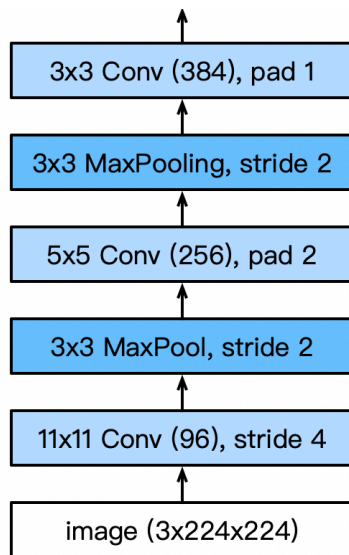 3x3 Conv (384), pad 1
3x3 MaxPooling, stride 2
5x5 Conv (256), pad 2
3x3 MaxPool, stride 2
11x11 Conv (96), stride 4
image (3x224x224)